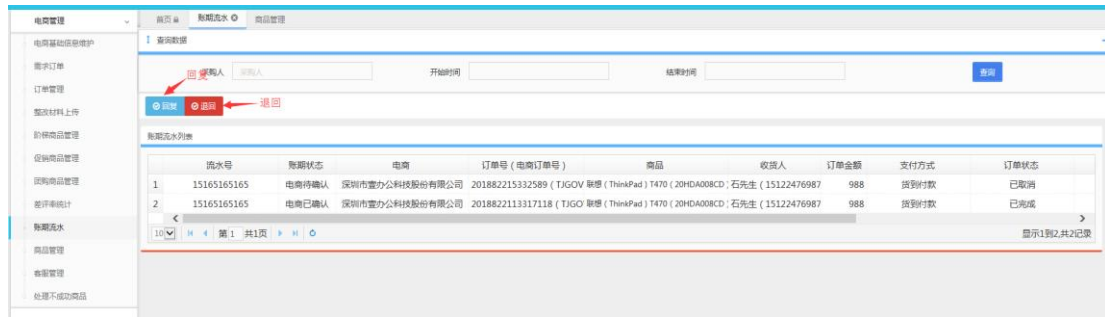 电商管理
首页
账期流水
商品管理
电商基础信息维护
查询数据
需求订单
采购人
采购人
开始时间
结束时间
查询
回复
订单管理
回复
退回
退回
整改材料上传
阶梯商品管理
账期流水列表
促销商品管理
流水号 账期状态 电商 订单号(电商订单号) 商品 收货人 订单金额 支付方式 订单状态
团购商品管理
1 15165165165 电商待确认 深圳市壹办公科技股份有限公司 201882215332589 ( TJGOV 联想 ( ThinkPad ) T470 ( 20HDA008CD 石先生 ( 15122476987 988 货到付款 已取消
差评率统计
2 15165165165 电商已确认 深圳市壹办公科技股份有限公司 2018822113317118 ( TJGO 联想 ( ThinkPad ) T470 ( 20HDA008CD 石先生 ( 15122476987 988 货到付款 已完成
账期流水
10 第 1 共1页 显示1到2,共2记录
商品管理
客服管理
处理不成功商品